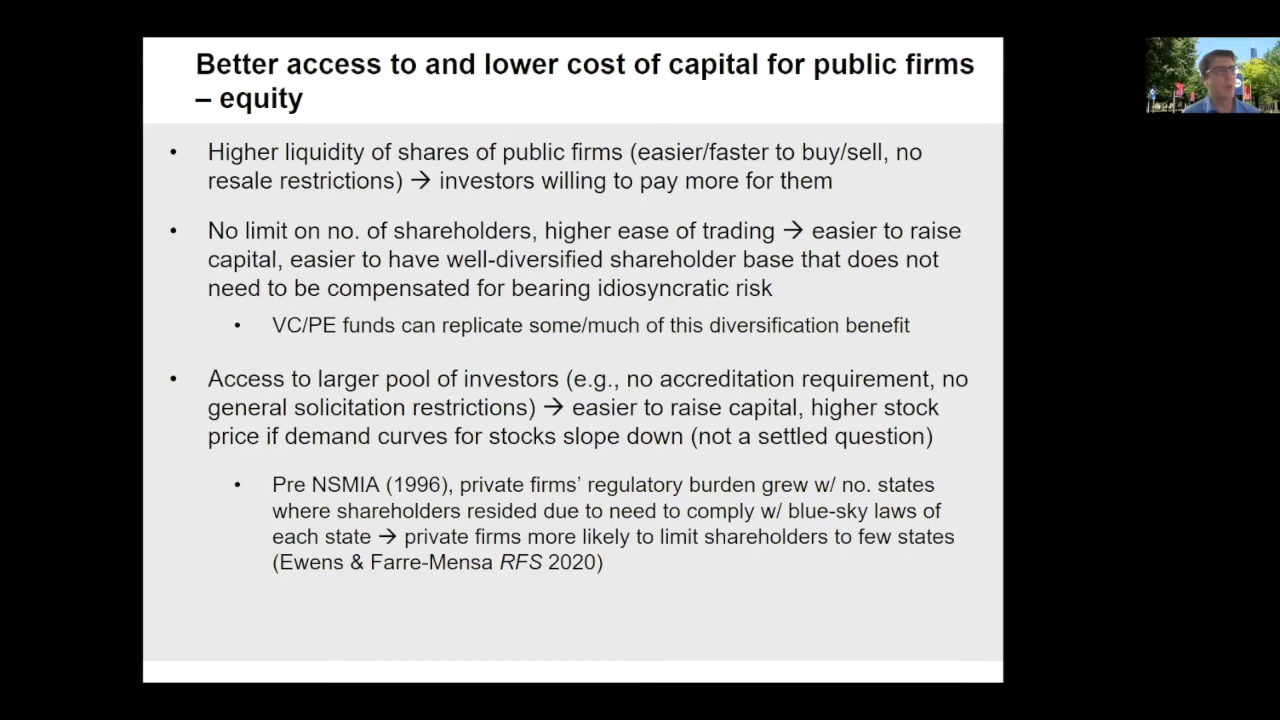 Better access to and lower cost of capital for public firms
– equity
• Higher liquidity of shares of public firms (easier/faster to buy/sell, no
resale restrictions) → investors willing to pay more for them
• No limit on no. of shareholders, higher ease of trading → easier to raise
capital, easier to have well-diversified shareholder base that does not
need to be compensated for bearing idiosyncratic risk
• VC/PE funds can replicate some/much of this diversification benefit
• Access to larger pool of investors (e.g., no accreditation requirement, no
general solicitation restrictions) → easier to raise capital, higher stock
price if demand curves for stocks slope down (not a settled question)
• Pre NSMIA (1996), private firms’ regulatory burden grew w/ no. states
where shareholders resided due to need to comply w/ blue-sky laws of
each state → private firms more likely to limit shareholders to few states
(Ewens & Farre-Mensa RFS 2020)